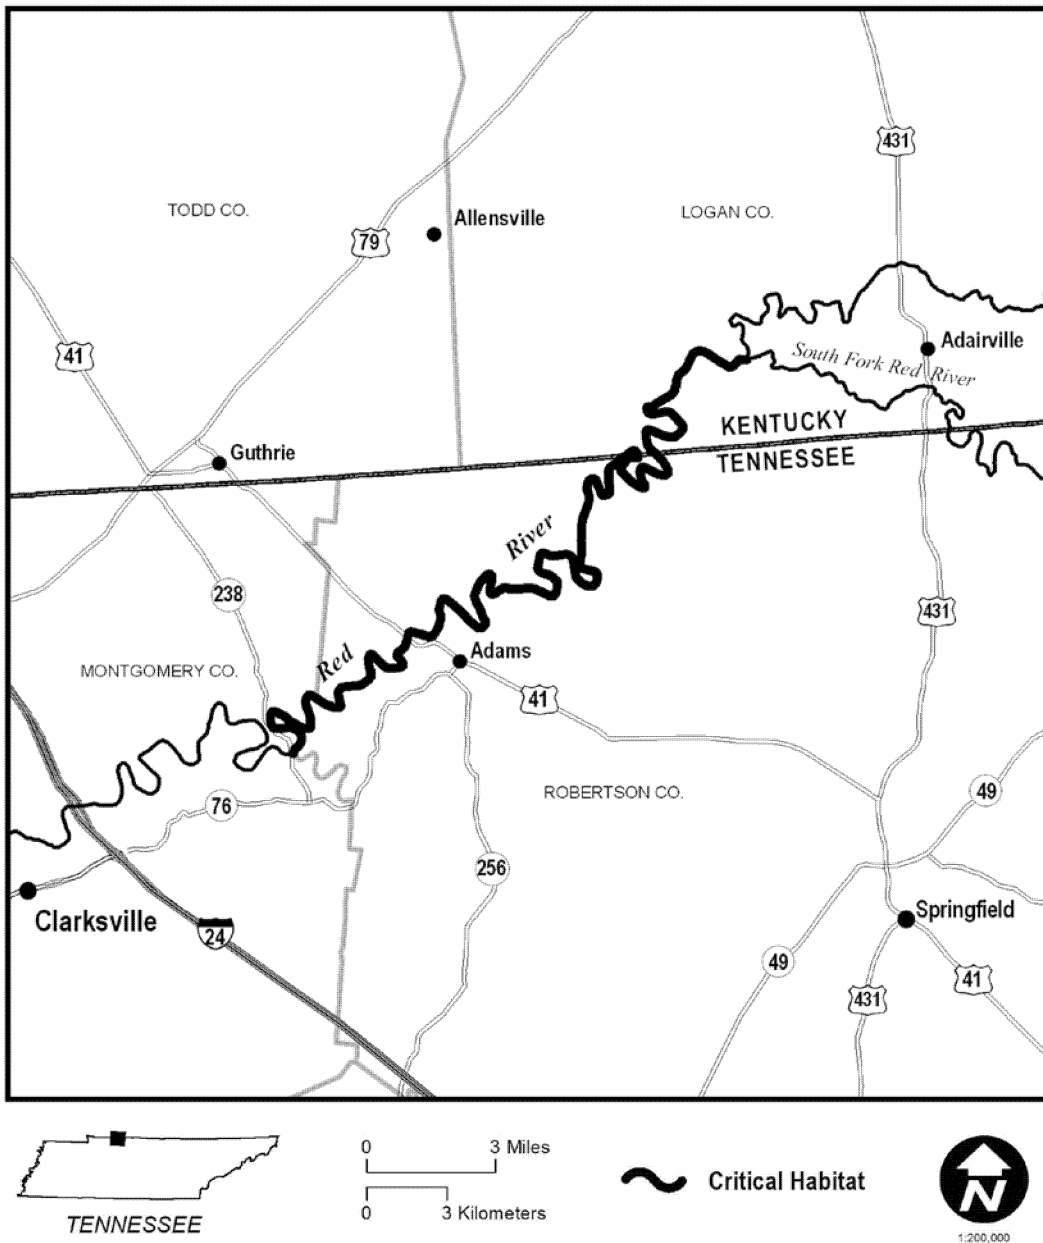 431
TODD CO.
LOGAN CO.
Allensville
79
41
Adairville
South Fork Red River
KENTUCKY
TENNESSEE
Guthrie
River
238
431
Red
Adams
MONTGOMERY CO.
41
ROBERTSON CO.
49
76
256
Clarksville
Springfield
24
49
41
431
0 3 Miles
0 3 Kilometers
TENNESSEE
Critical Habitat
N
1:200,000